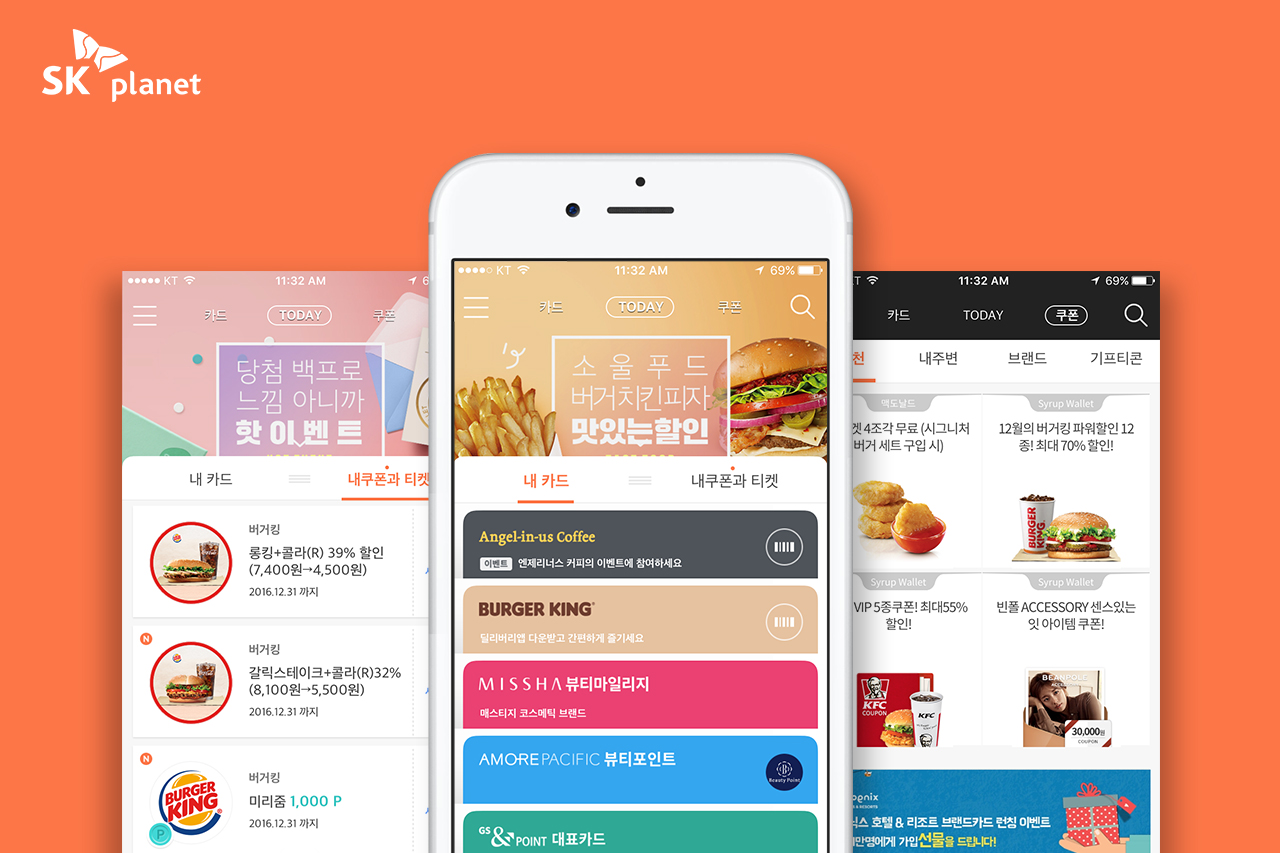 SK planet
KT
11:32 AM
카드
TODAY
쿠폰
당첨 백프로
느낌 아니까
핫 이벤트
내 카드
내쿠폰과 티켓
버거킹
롱킹+콜라(R) 39% 할인
(7,400원→4,500원)
2016.12.31 까지
N
버거킹
갈릭스테이크+콜라(R)32%
(8,100원→5,500원)
2016.12.31 까지
N
BURGER KING
P
버거킹
미리줌 1,000 P
2016.12.31 까지
KT
11:32 AM
69%
카드
TODAY
쿠폰
소울푸드
버거치킨피자
맛있는할인
내 카드
내쿠폰과 티켓
Angel-in-us Coffee
이벤트 엔제리너스 커피의 이벤트에 참여하세요
BURGER KING
딜리버리앱 다운받고 간편하게 즐기세요
MISSHA 뷰티마일리지
매스티지 코스메틱 브랜드
AMOREPACIFIC 뷰티포인트
Beauty Point
GS& POINT 대표카드
11:32 AM
69%
카드
TODAY
쿠폰
천
내주변
브랜드
기프티콘
맥도날드
켓 4조각 무료 (시그니처
버거 세트 구입 시)
Syrup Wallet
12월의 버거킹 파워할인 12
종! 최대 70% 할인!
BURGER KING
Syrup Wallet
VIP 5종쿠폰! 최대55%
할인!
KFC
COUPON
KFC
Syrup Wallet
빈폴 ACCESSORY 센스있는
잇 아이템 쿠폰!
BEANPOLE
30,000원
COUPON
닉스 호텔 & 리조트 브랜드카드 런칭 이벤트
만명에게 가입선물을 드립니다!